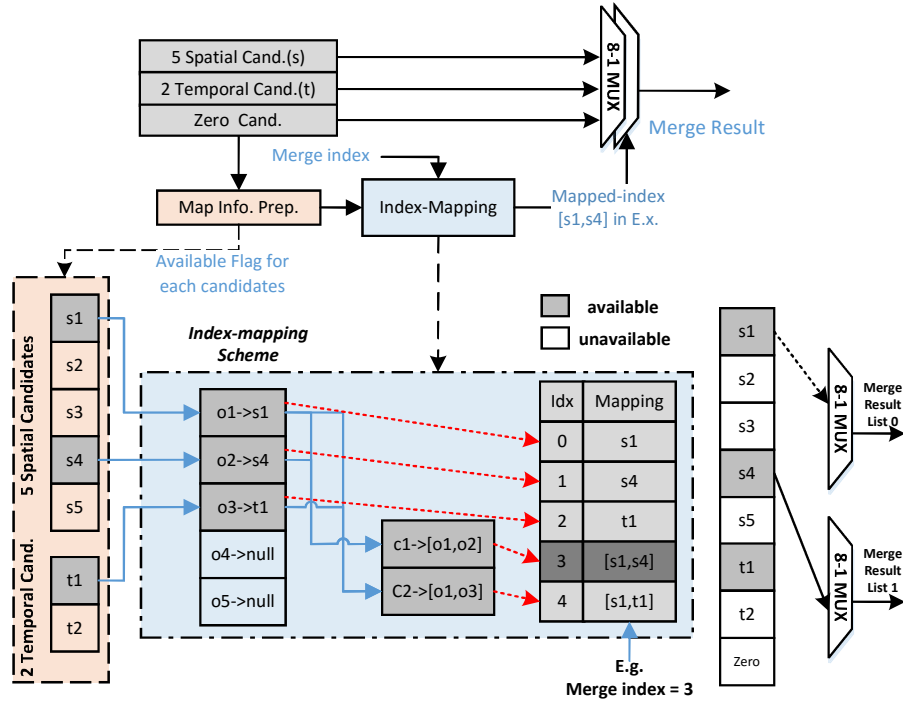 5 Spatial Cand.(s)
2 Temporal Cand.(t)
Zero Cand.
8-1 MUX
Merge Result
Merge index
Map Info. Prep.
Index-Mapping
Mapped-index
[s1,s4] in E.x.
Available Flag for
each candidates
5 Spatial Candidates
s1
s2
s3
s4
s5
2 Temporal Cand.
t1
t2
Index-mapping
Scheme
o1->s1
o2->s4
o3->t1
o4->null
o5->null
c1->[o1,o2]
C2->[o1,o3]
available
unavailable
Idx Mapping
0 s1
1 s4
2 t1
3 [s1,s4]
4 [s1,t1]
E.g.
Merge index = 3
s1
s2
s3
s4
s5
t1
t2
Zero
8-1 MUX
Merge
Result
List 0
8-1 MUX
Merge
Result
List 1